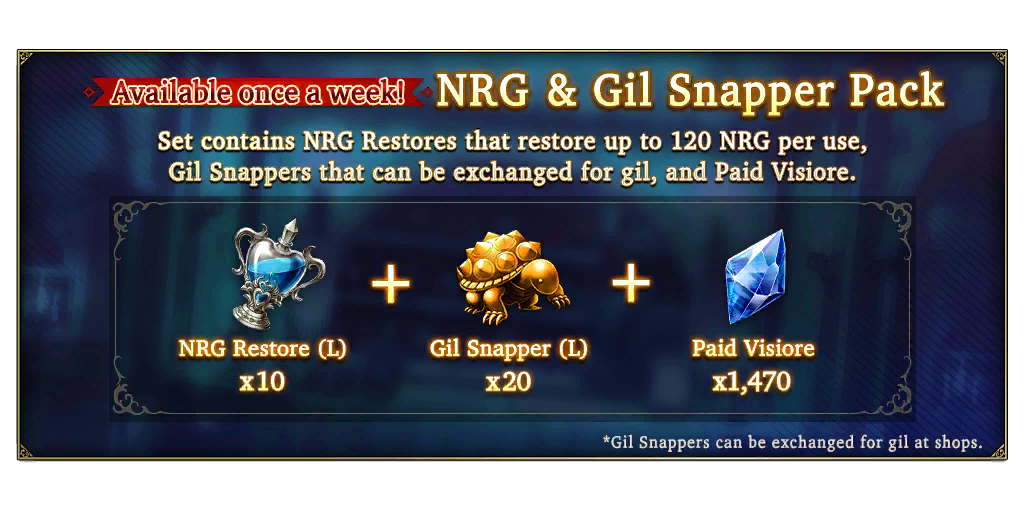 Available once a week! NRG & Gil Snapper Pack
Set contains NRG Restores that restore up to 120 NRG per use,
Gil Snappers that can be exchanged for gil, and Paid Visiore.
+ +
NRG Restore (L) Gil Snapper (L) Paid Visiore
x10 x20 x1,470
*Gil Snappers can be exchanged for gil at shops.